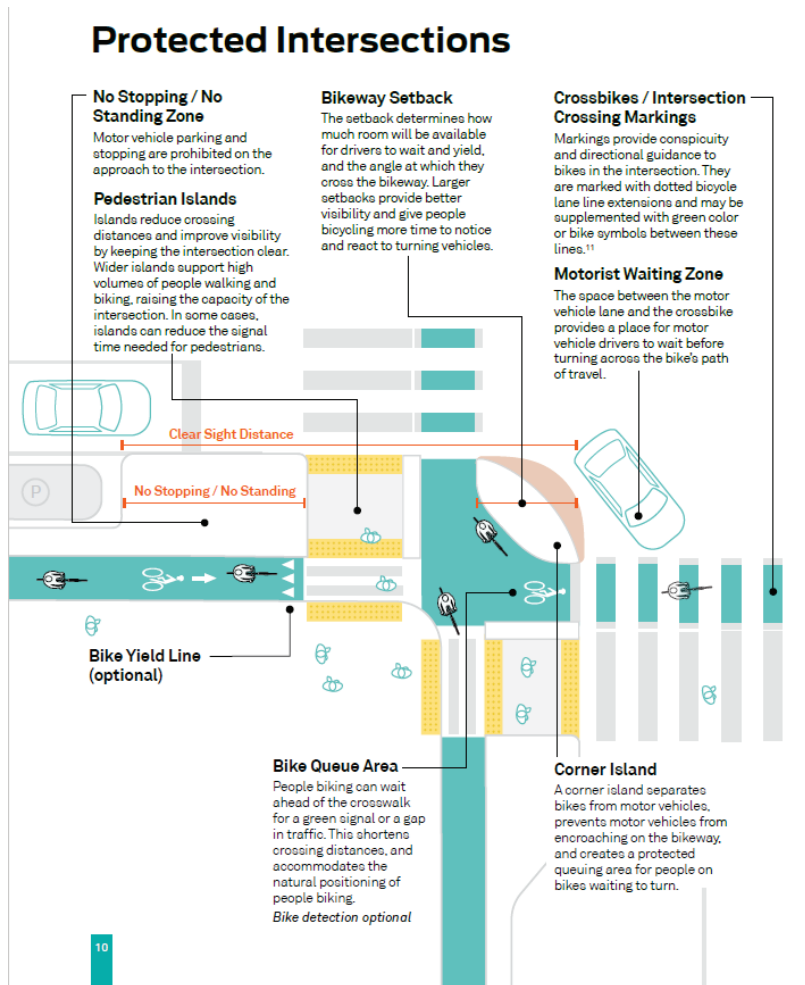 Protected Intersections
No Stopping / No
Standing Zone
Motor vehicle parking and
stopping are prohibited on the
approach to the intersection.
Pedestrian Islands
Islands reduce crossing
distances and improve visibility
by keeping the intersection clear.
Wider islands support high
volumes of people walking and
biking, raising the capacity of the
intersection. In some cases,
islands can reduce the signal
time needed for pedestrians.
Bikeway Setback
The setback determines how
much room will be available
for drivers to wait and yield,
and the angle at which they
cross the bikeway. Larger
setbacks provide better
visibility and give people
bicycling more time to notice
and react to turning vehicles.
Crossbikes / Intersection
Crossing Markings
Markings provide conspicuity
and directional guidance to
bikes in the intersection. They
are marked with dotted bicycle
lane line extensions and may be
supplemented with green color
or bike symbols between these
lines.¹¹
Motorist Waiting Zone
The space between the motor
vehicle lane and the crossbike
provides a place for motor
vehicle drivers to wait before
turning across the bike's path
of travel.
Clear Sight Distance
No Stopping / No Standing
P
Bike Yield Line
(optional)
Bike Queue Area
People biking can wait
ahead of the crosswalk
for a green signal or a gap
in traffic. This shortens
crossing distances, and
accommodates the
natural positioning of
people biking.
Bike detection optional
Corner Island
A corner island separates
bikes from motor vehicles,
prevents motor vehicles from
encroaching on the bikeway,
and creates a protected
queuing area for people on
bikes waiting to turn.
10